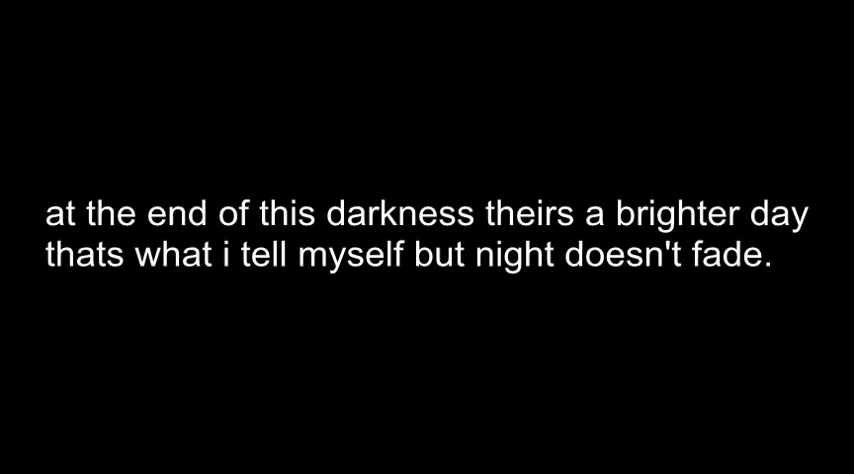 at the end of this darkness theirs a brighter day
thats what i tell myself but night doesn't fade.